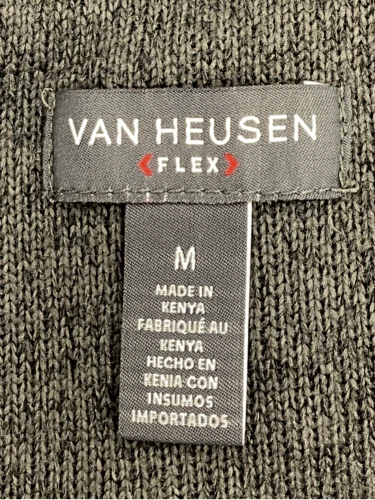 VAN HEUSEN
FLEX
M
MADE IN
KENYA
FABRIQUÉ AU
KENYA
HECHO EN
KENIA CON
INSUMOS
IMPORTADOS